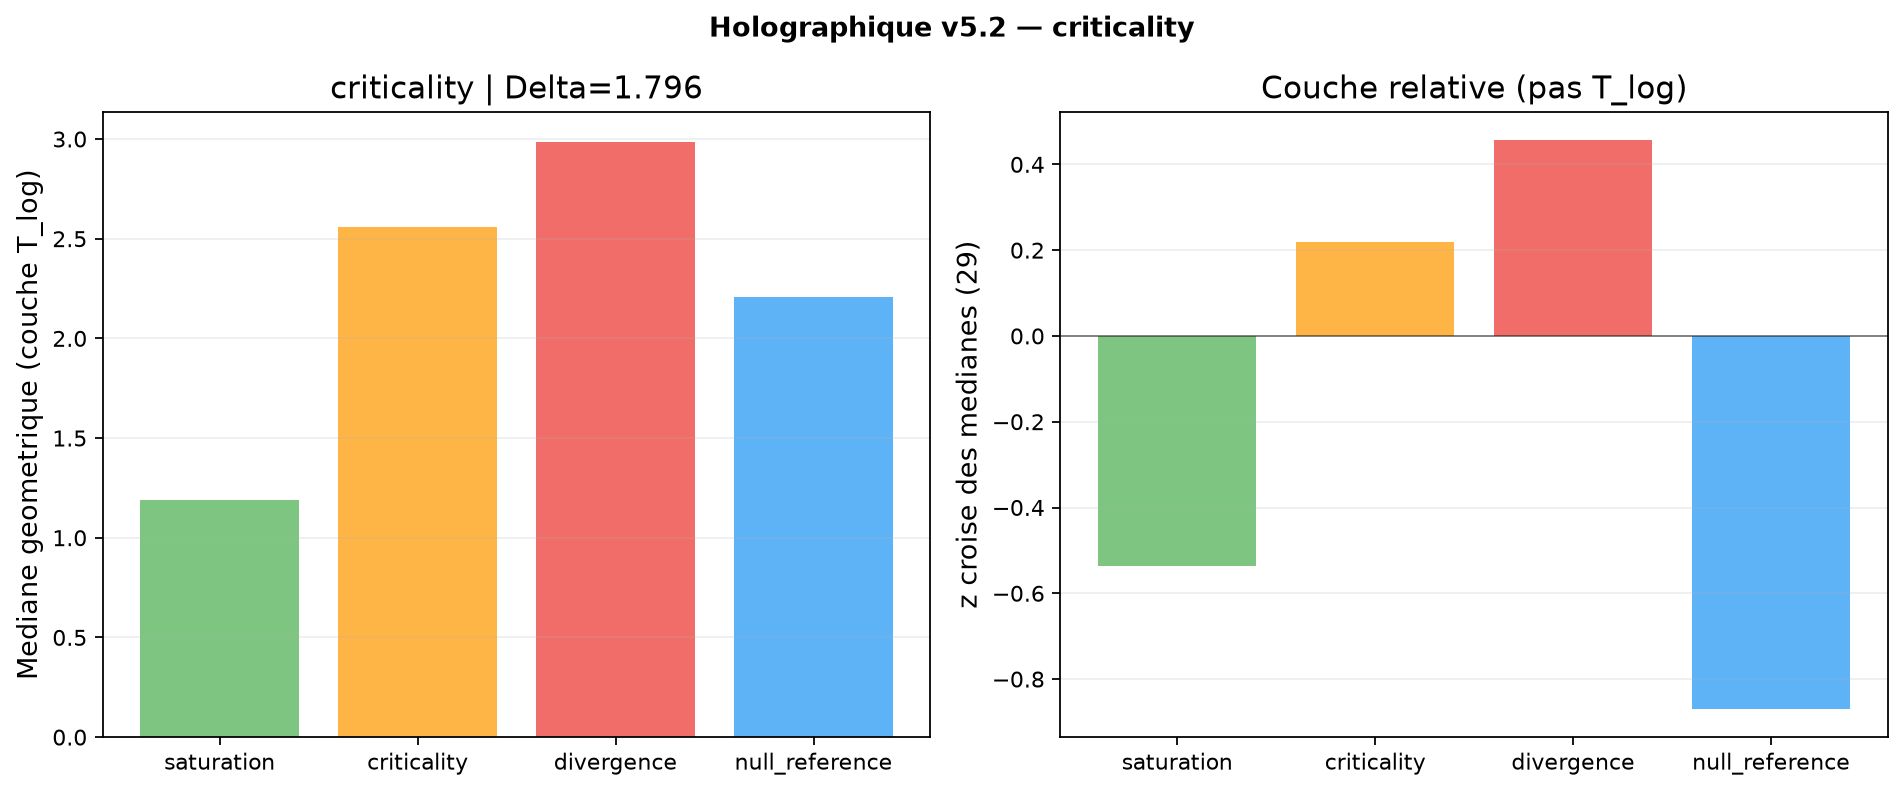 Holographique v5.2 — criticality
criticality | Delta=1.796
Mediane geometrique (couche T_log)
3.0
2.5
2.0
1.5
1.0
0.5
0.0
saturation
criticality
divergence
null_reference
Couche relative (pas T_log)
z croise des medianes (29)
0.4
0.2
0.0
−0.2
−0.4
−0.6
−0.8
saturation
criticality
divergence
null_reference